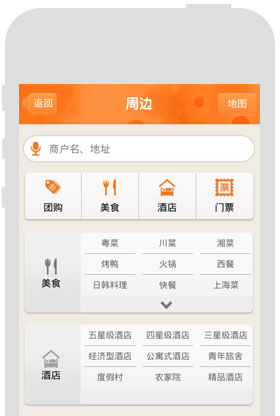 返回 周边 地图
商户名、地址
团购 美食 酒店 门票
粤菜 川菜 湘菜
烤鸭 火锅 西餐
美食
日韩料理 快餐 上海菜
五星级酒店 四星级酒店 三星级酒店
经济型酒店 公寓式酒店 青年旅舍
酒店
度假村 农家院 精品酒店